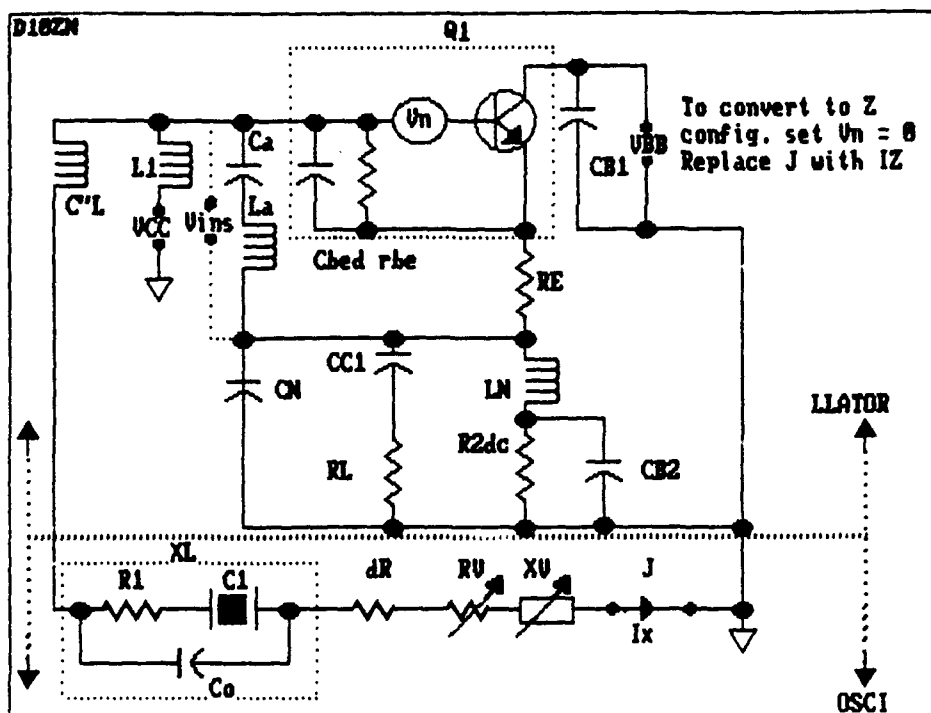 D18ZN
Q1
Vn
To convert to Z
config. set Vn = 0
Replace J with IZ
Ca
L1
CB1
VBB
C"L
La
VCC
Vins
Cbed rbe
RE
CC1
CN
LN
LLATOR
R2dc
RL
CB2
XL
R1
C1
dR
RV
XV
J
Ix
Co
OSCI